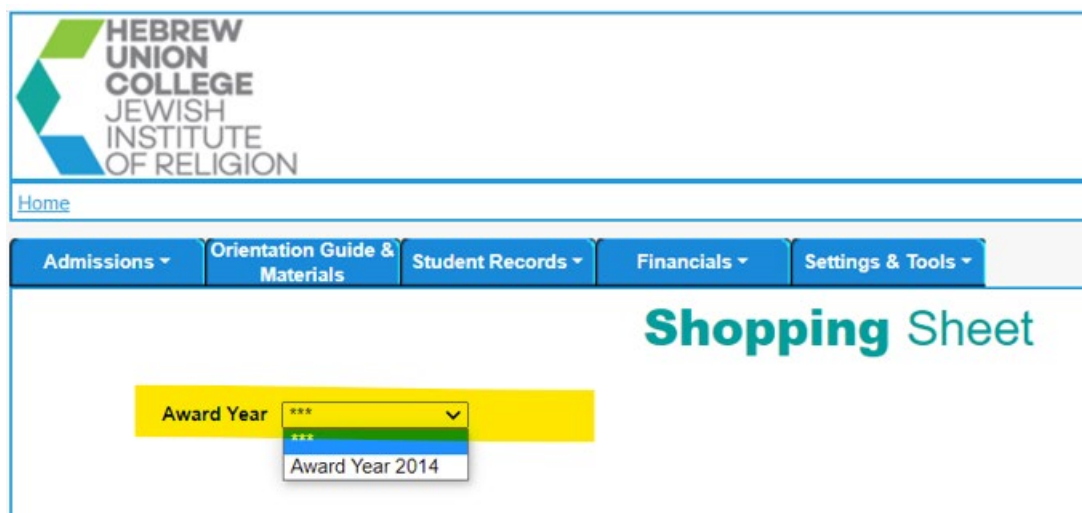 HEBREW
UNION
COLLEGE
JEWISH
INSTITUTE
OF RELIGION
Home
Admissions
Orientation Guide &
Materials
Student Records
Financials
Settings & Tools
Shopping Sheet
Award Year ***
***
Award Year 2014